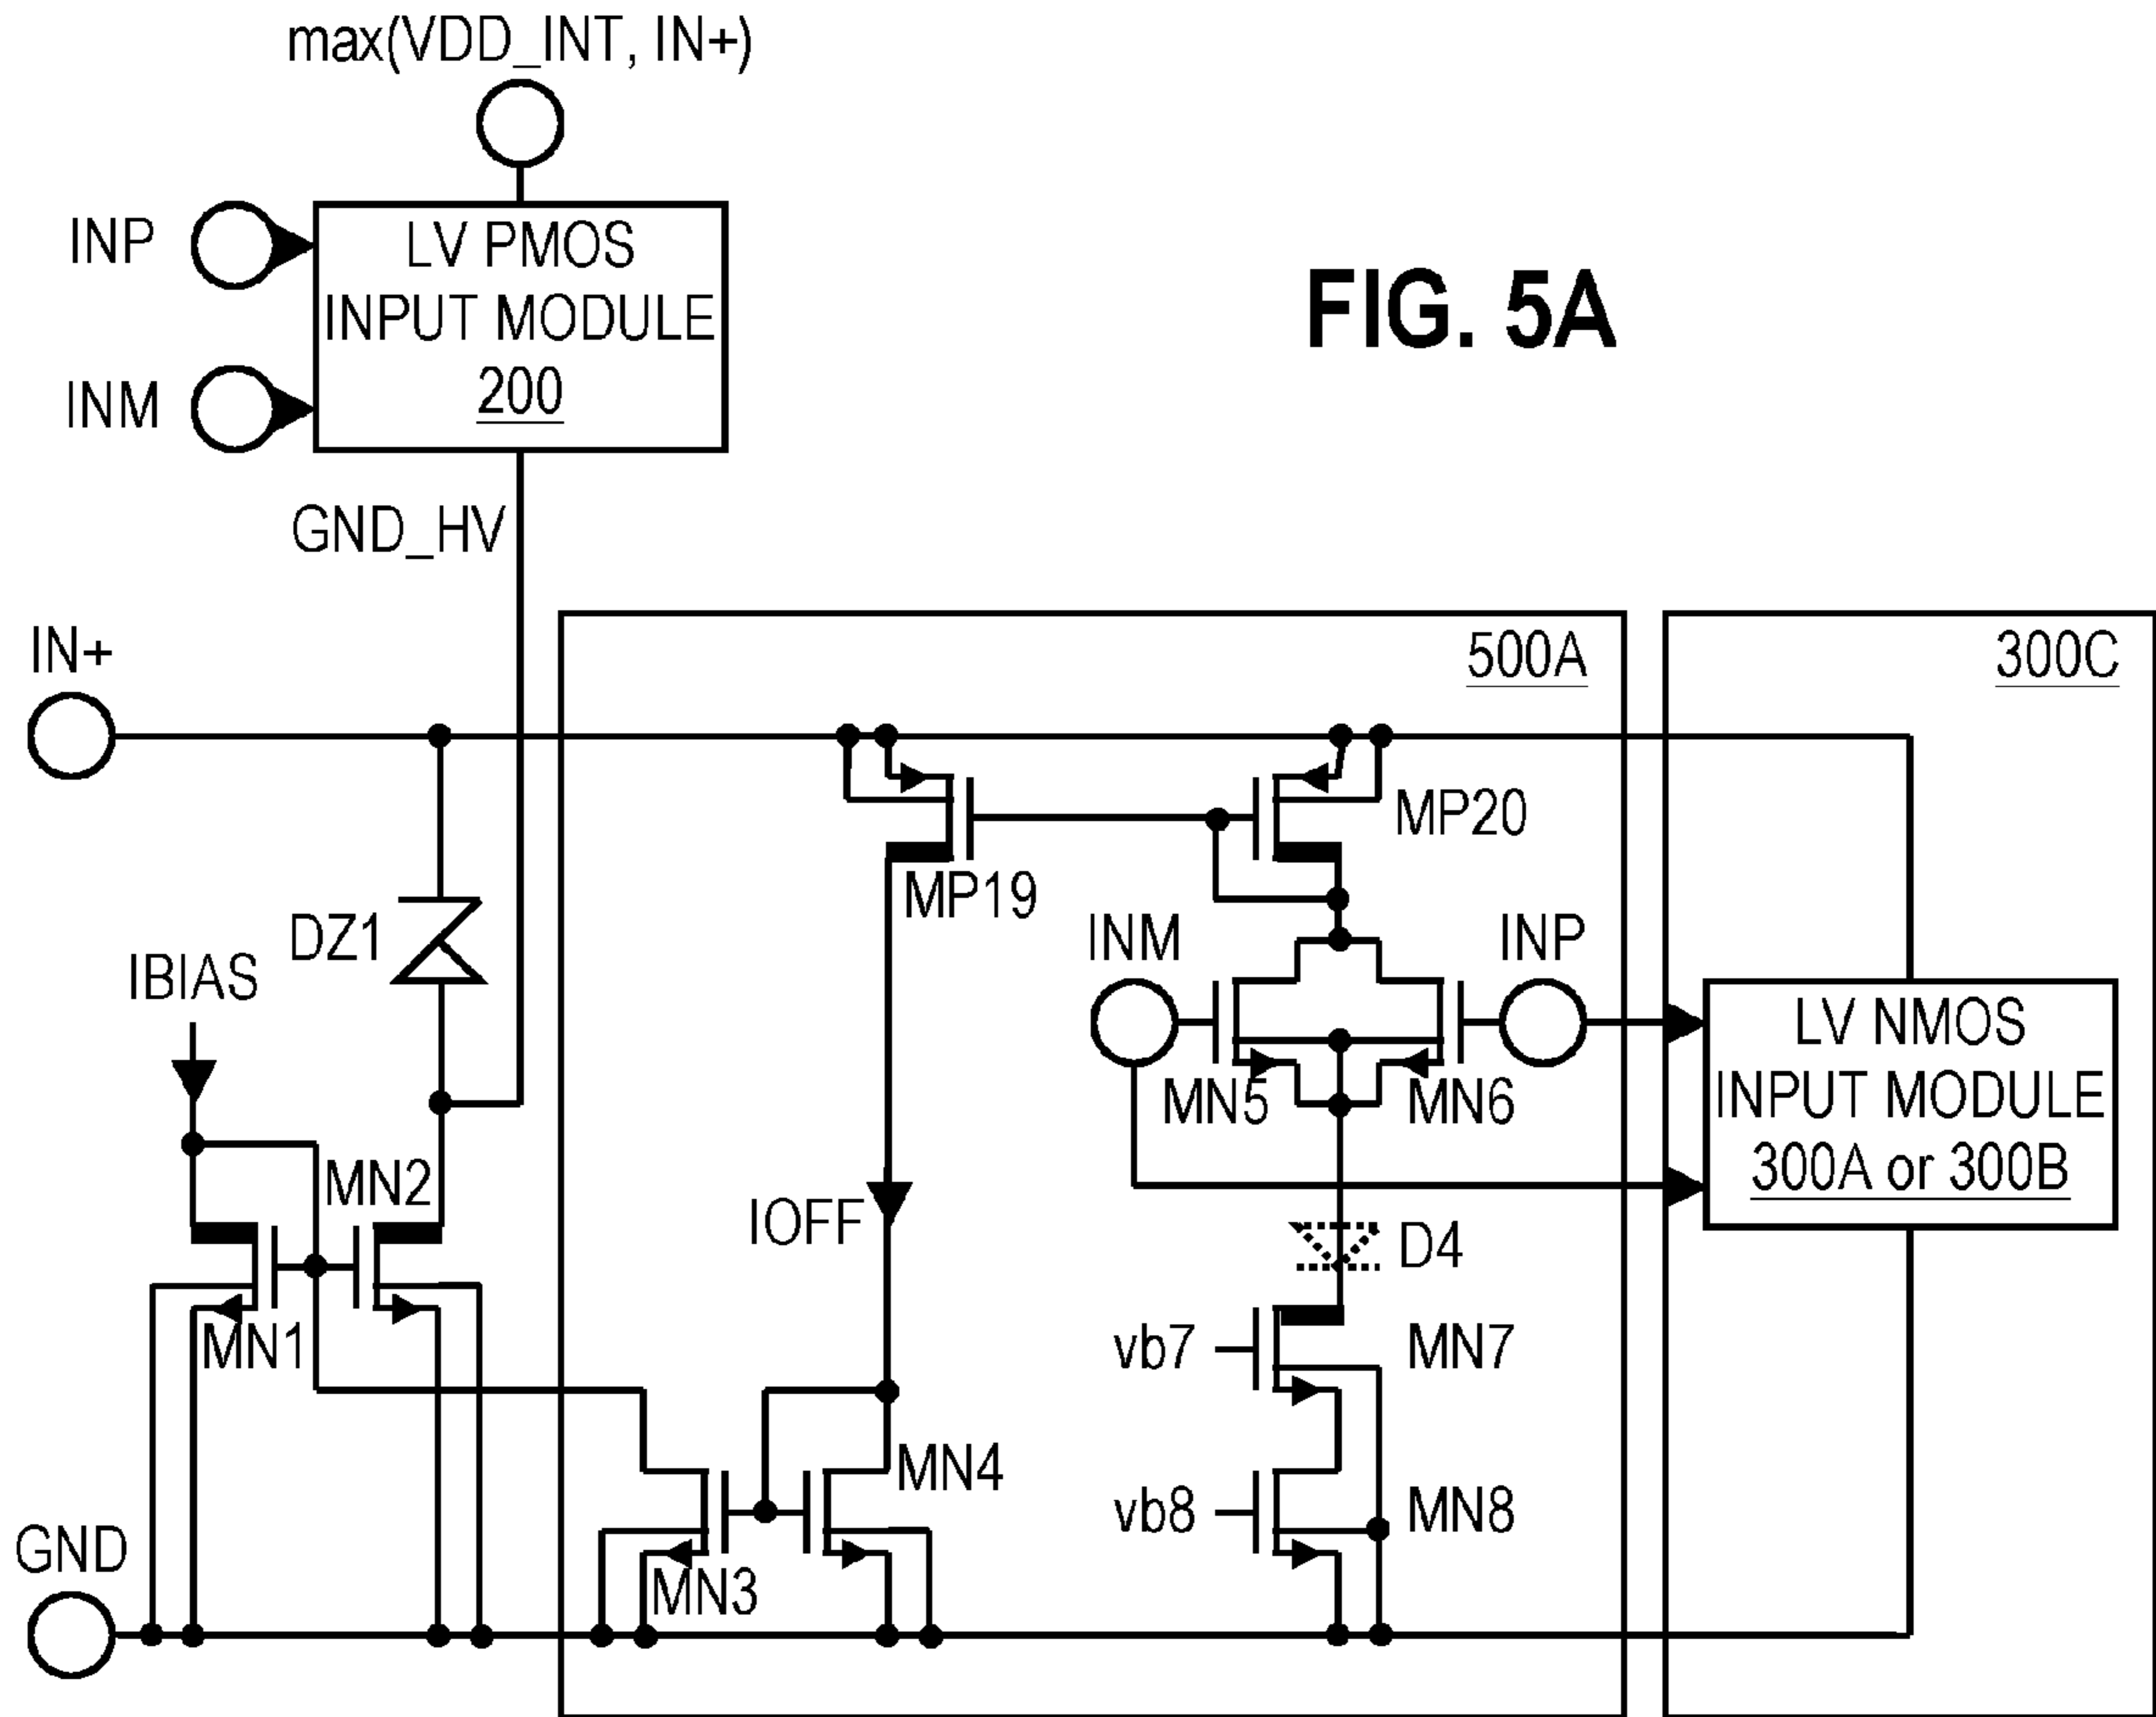 max(VDD_INT, IN+)
INP
LV PMOS
INPUT MODULE
200
INM
FIG. 5A
GND_HV
IN+
500A
300C
MP20
MP19
DZ1
INM
INP
IBIAS
LV NMOS
INPUT MODULE
300A or 300B
MN5
MN6
MN2
IOFF
D4
MN1
vb7
MN7
MN4
vb8
MN8
GND
MN3